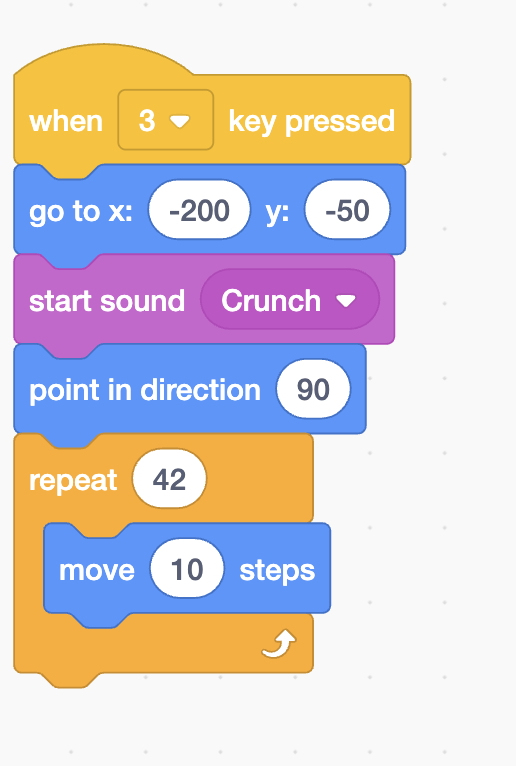 when 3 key pressed
go to x: -200 y: -50
start sound Crunch
point in direction 90
repeat 42
move 10 steps